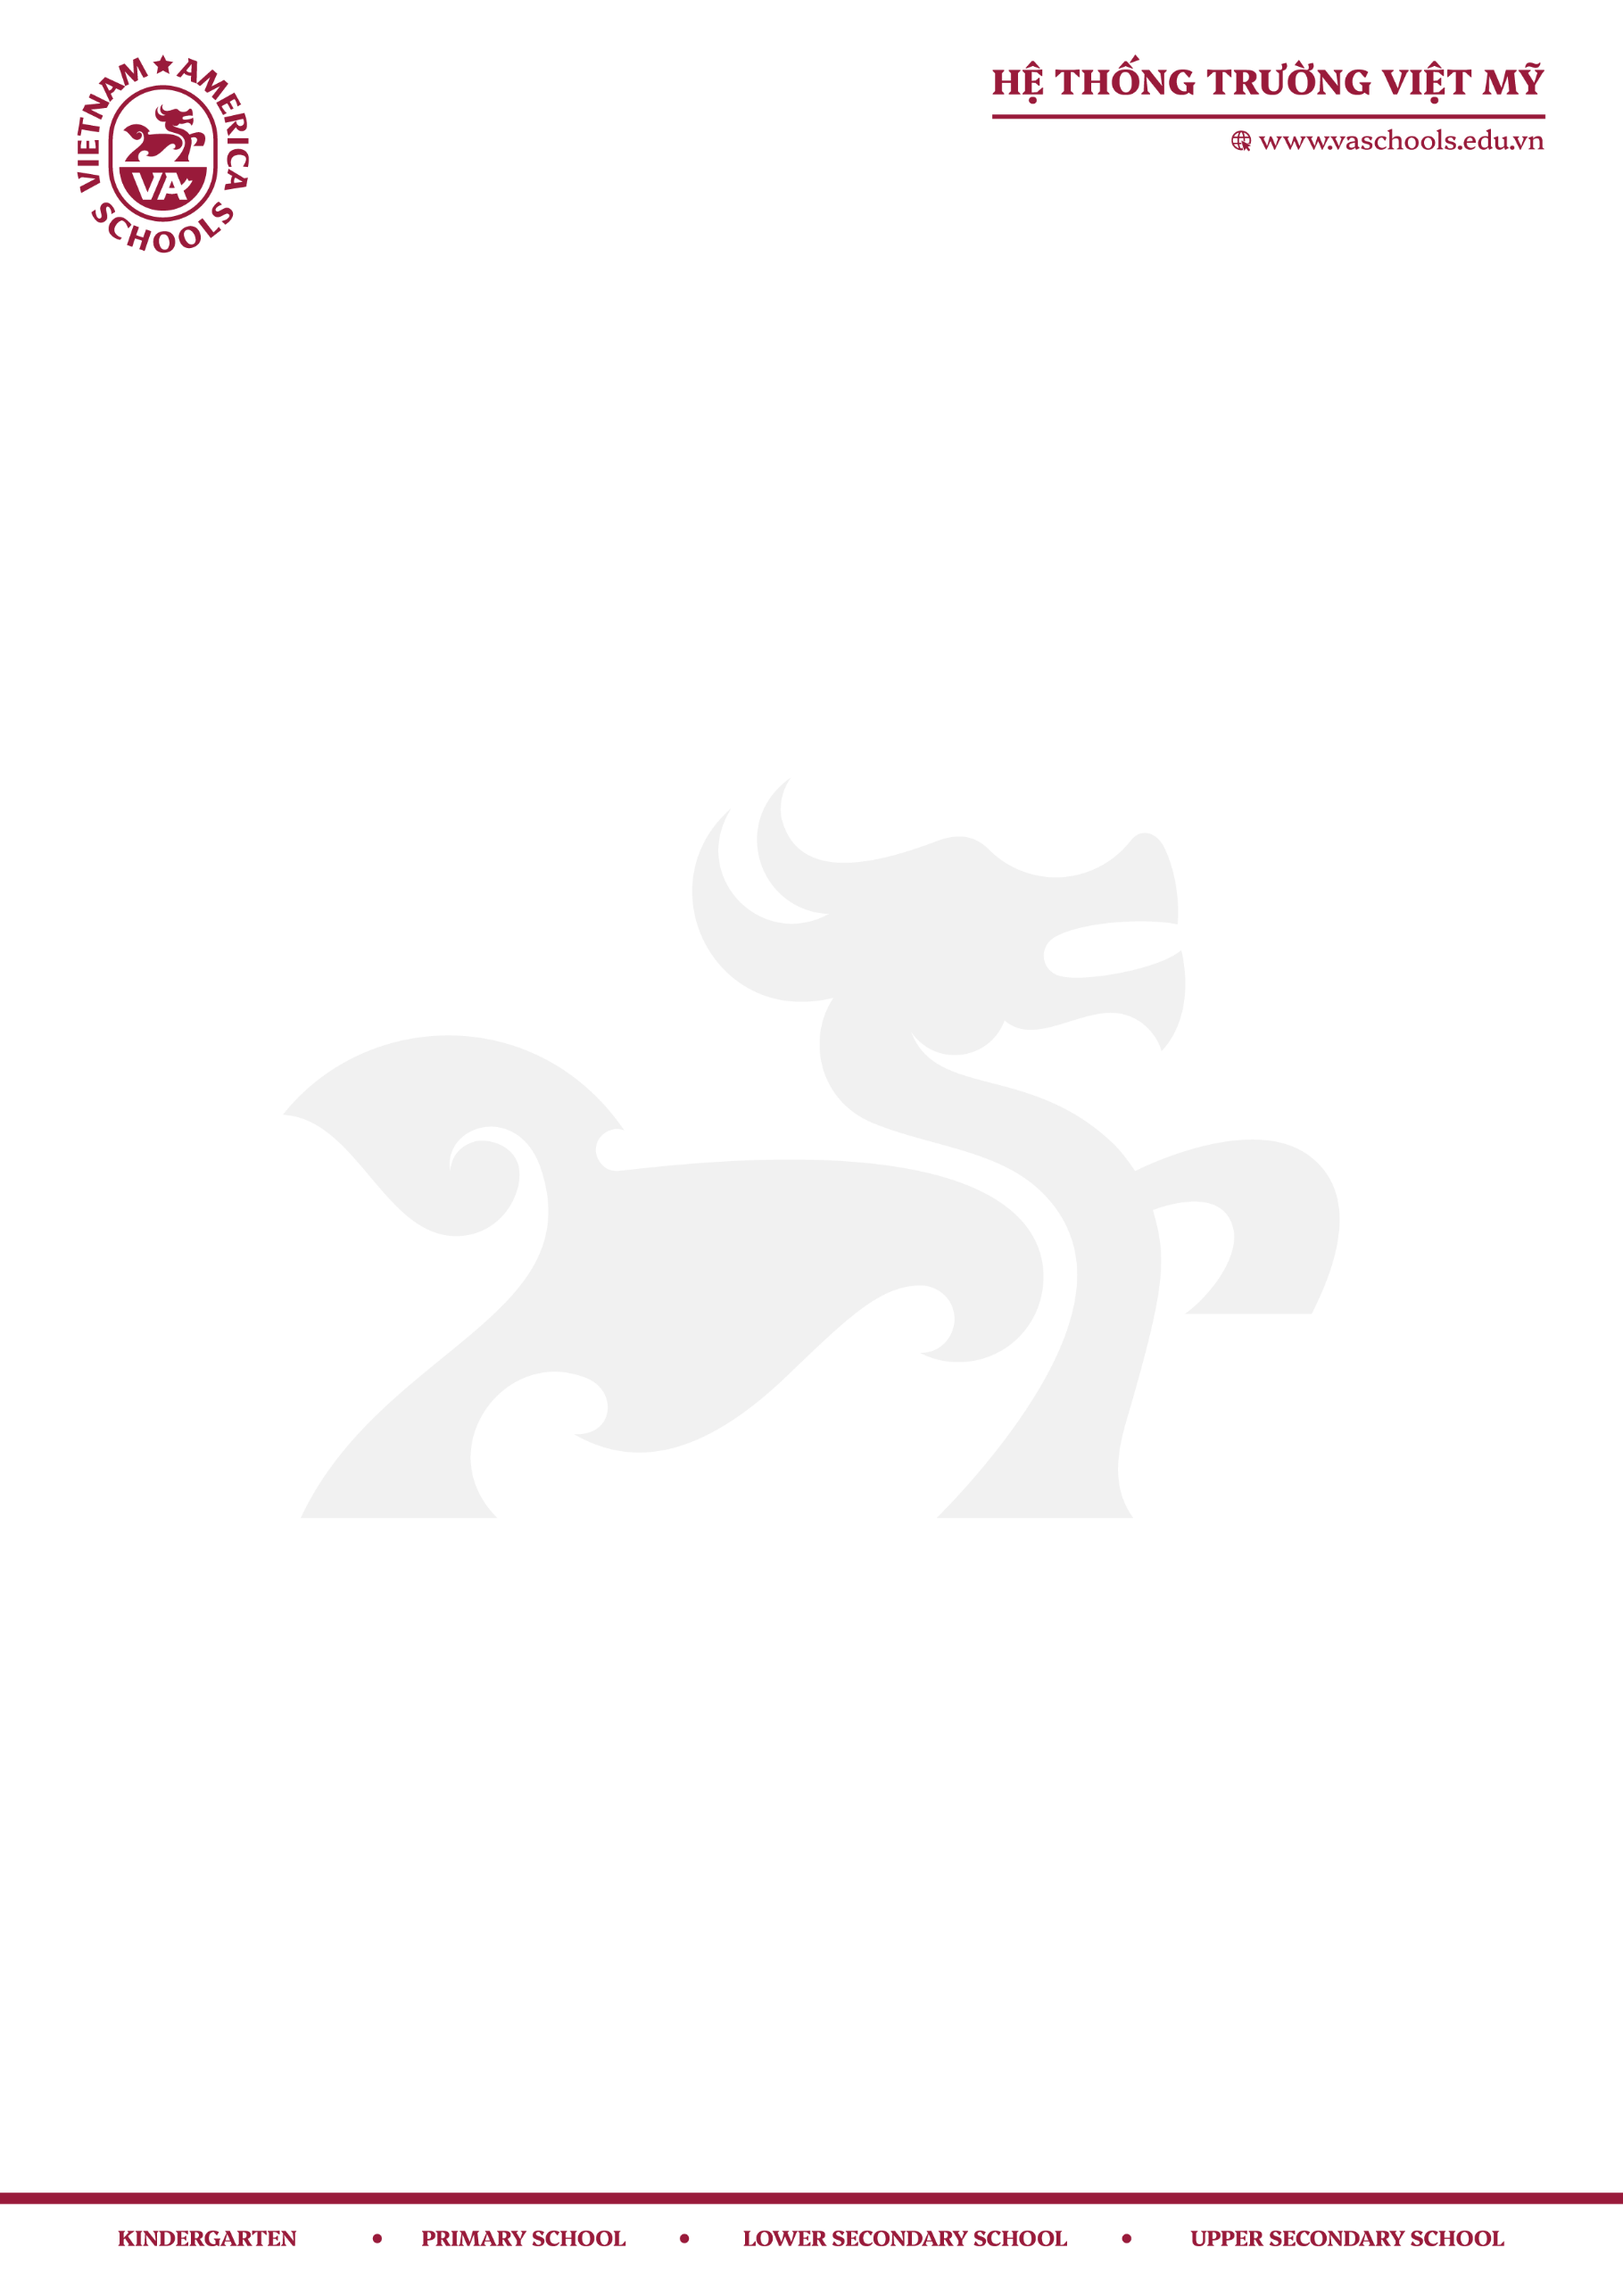 VIETNAM ★ AMERICA SCHOOLS
VA
HỆ THỐNG TRƯỜNG VIỆT MỸ
www.vaschools.edu.vn
KINDERGARTEN • PRIMARY SCHOOL • LOWER SECONDARY SCHOOL • UPPER SECONDARY SCHOOL